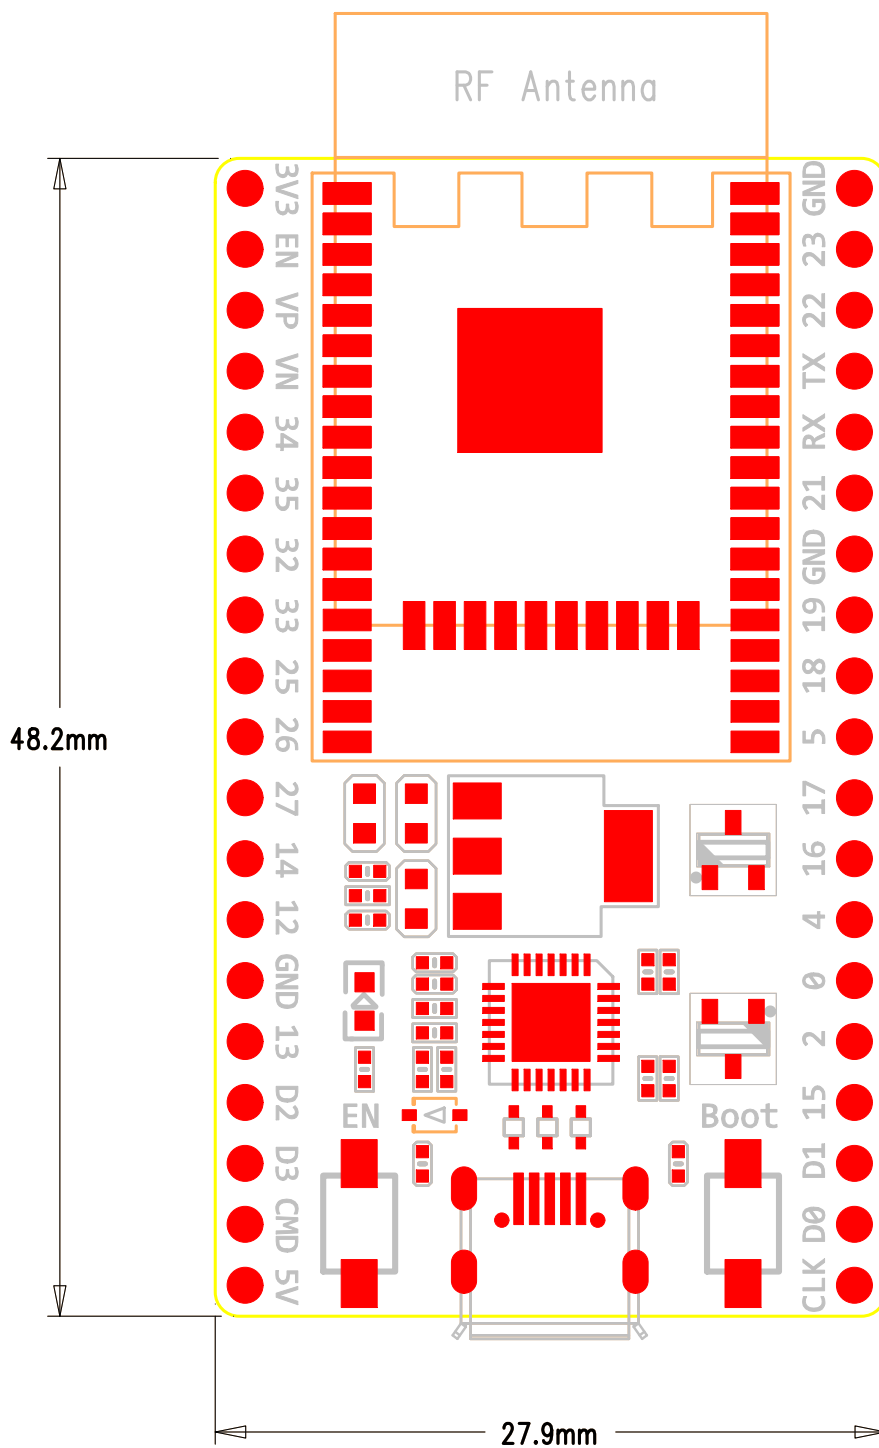 RF Antenna
3V3
EN
VP
VN
34
35
32
33
25
26
27
14
12
GND
13
D2
D3
CMD
5V
GND
23
22
TX
RX
21
GND
19
18
5
17
16
4
0
2
15
D1
D0
CLK
EN
Boot
48.2mm
27.9mm